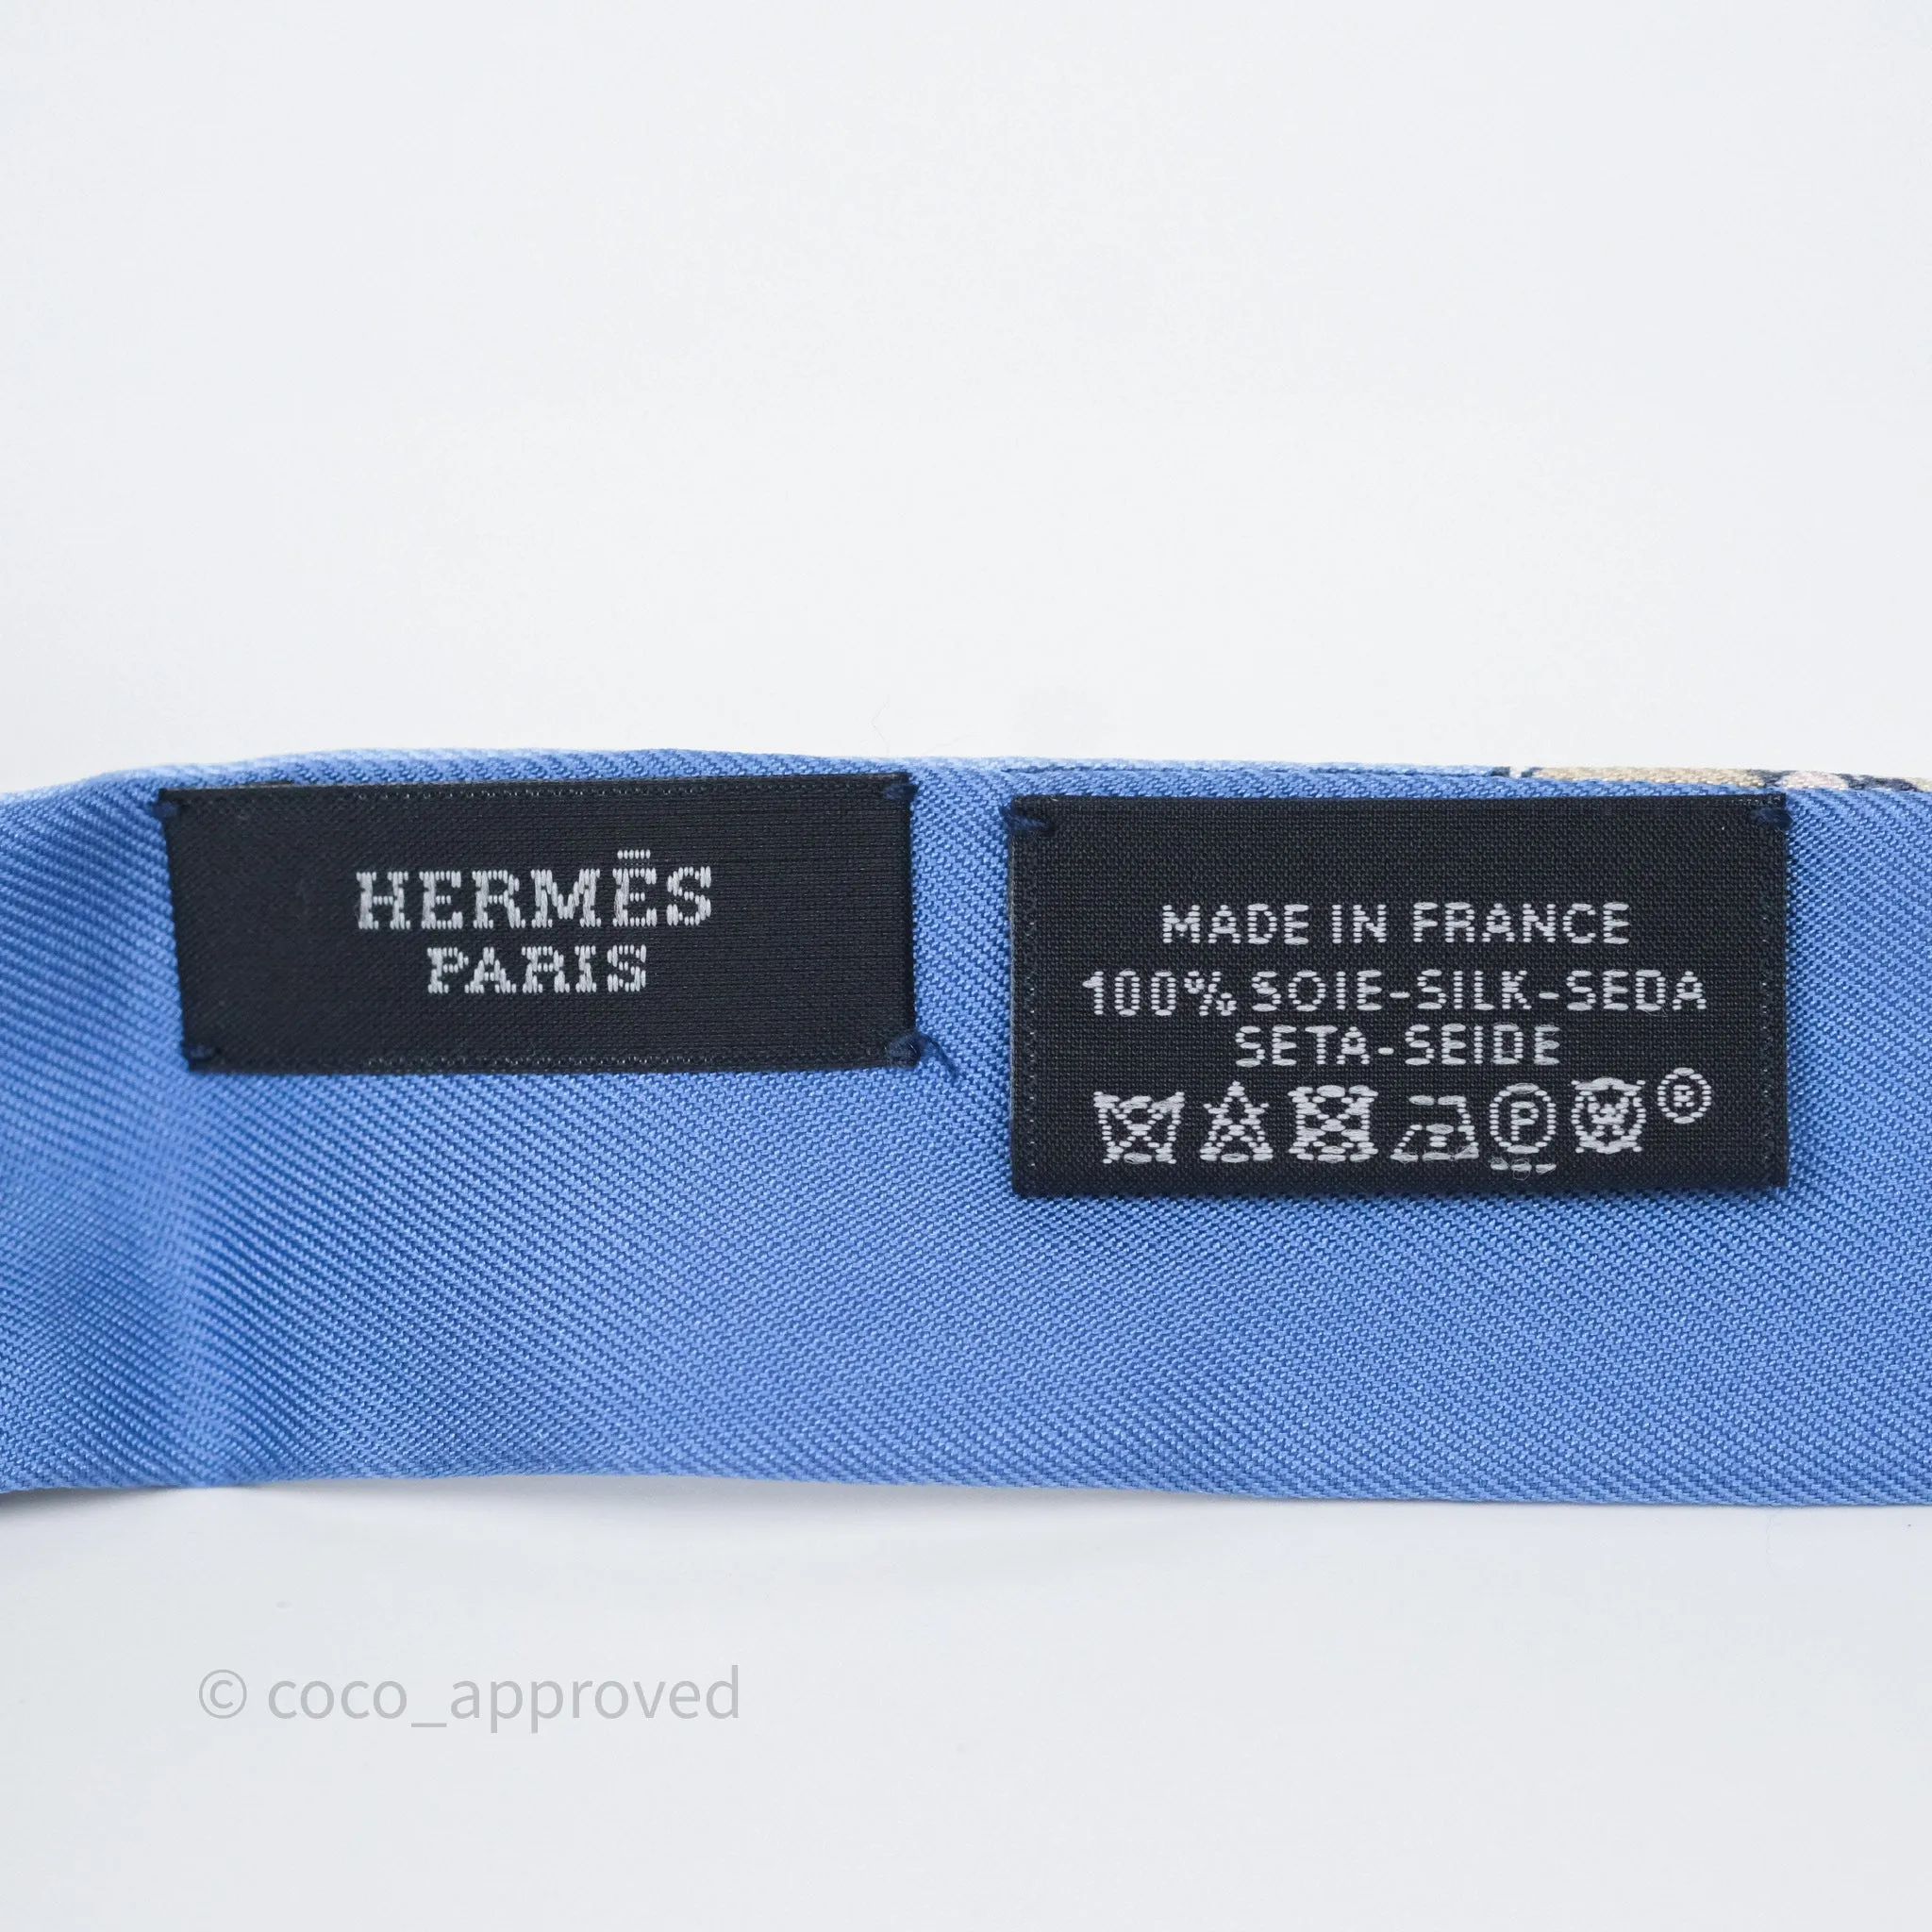 HERMÈS
PARIS
MADE IN FRANCE
100% SOIE-SILK-SEDA
SETA-SEIDE
P W ®
© coco_approved